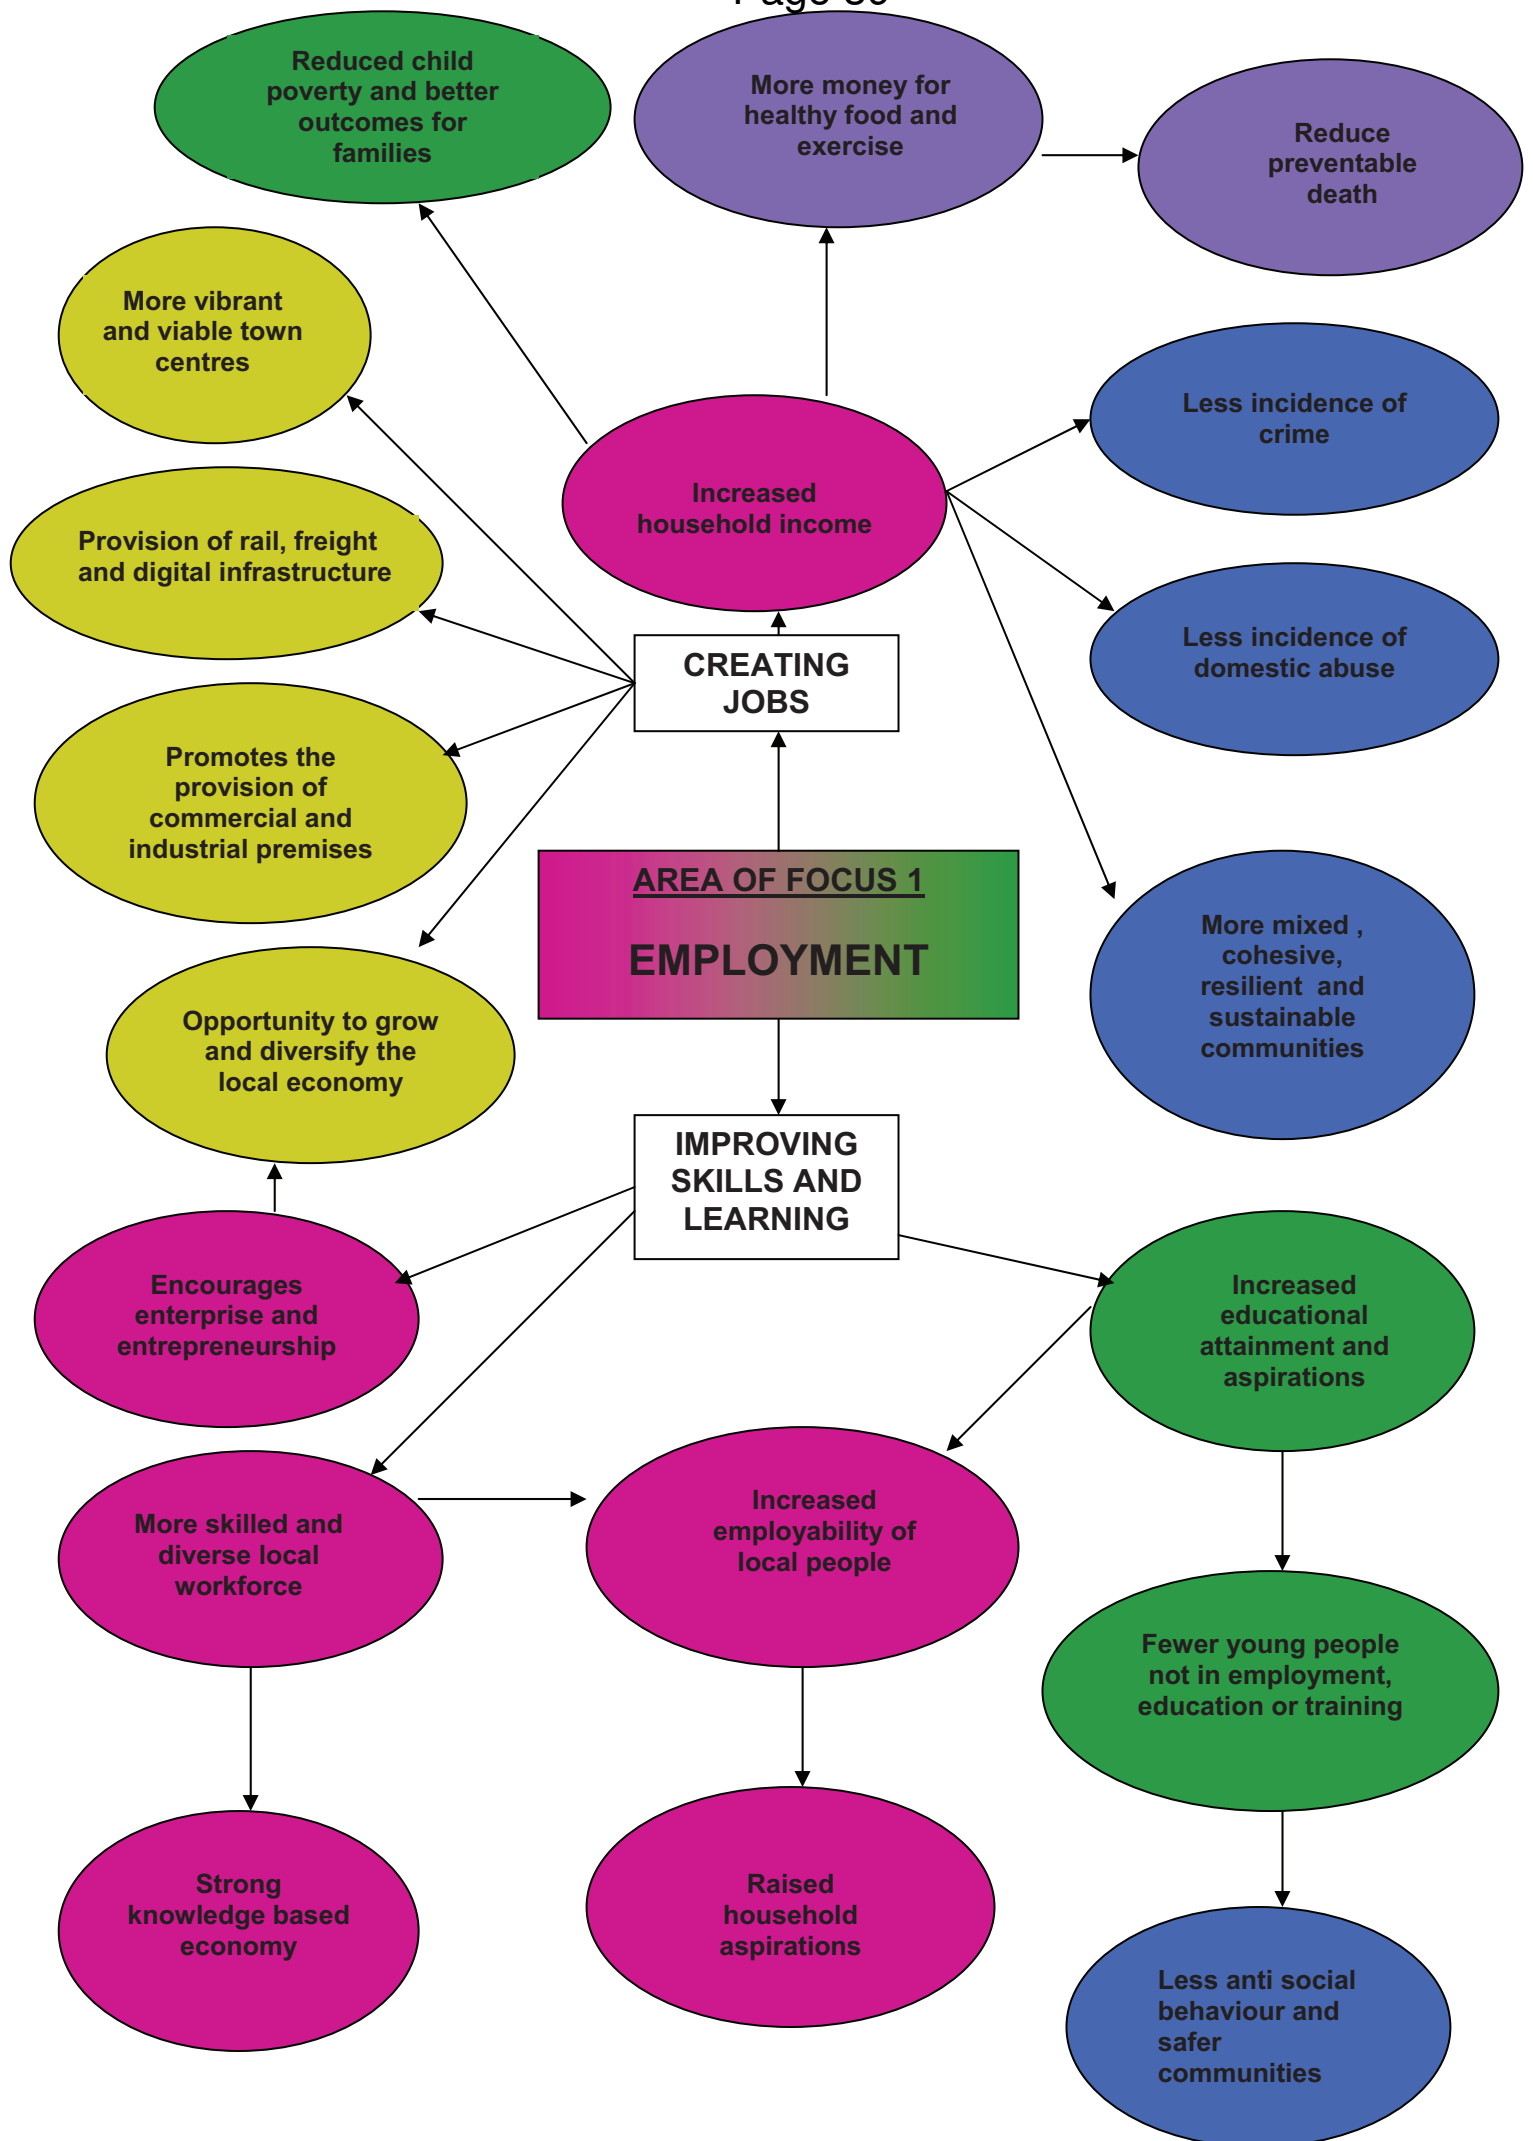 Reduced child
poverty and better
outcomes for
families
More money for
healthy food and
exercise
Reduce
preventable
death
More vibrant
and viable town
centres
Less incidence of
crime
Increased
household income
Provision of rail, freight
and digital infrastructure
Less incidence of
domestic abuse
CREATING
JOBS
Promotes the
provision of
commercial and
industrial premises
AREA OF FOCUS 1
EMPLOYMENT
More mixed ,
cohesive,
resilient and
sustainable
communities
Opportunity to grow
and diversify the
local economy
IMPROVING
SKILLS AND
LEARNING
Encourages
enterprise and
entrepreneurship
Increased
educational
attainment and
aspirations
More skilled and
diverse local
workforce
Increased
employability of
local people
Fewer young people
not in employment,
education or training
Strong
knowledge based
economy
Raised
household
aspirations
Less anti social
behaviour and
safer
communities